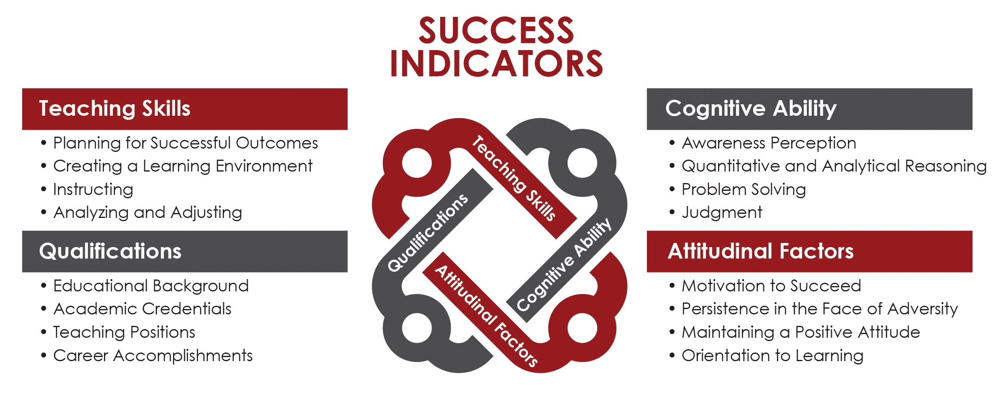 SUCCESS
INDICATORS
Teaching Skills
• Planning for Successful Outcomes
• Creating a Learning Environment
• Instructing
• Analyzing and Adjusting
Qualifications
• Educational Background
• Academic Credentials
• Teaching Positions
• Career Accomplishments
Teaching Skills
Qualifications
Cognitive Ability
Attitudinal Factors
Cognitive Ability
• Awareness Perception
• Quantitative and Analytical Reasoning
• Problem Solving
• Judgment
Attitudinal Factors
• Motivation to Succeed
• Persistence in the Face of Adversity
• Maintaining a Positive Attitude
• Orientation to Learning